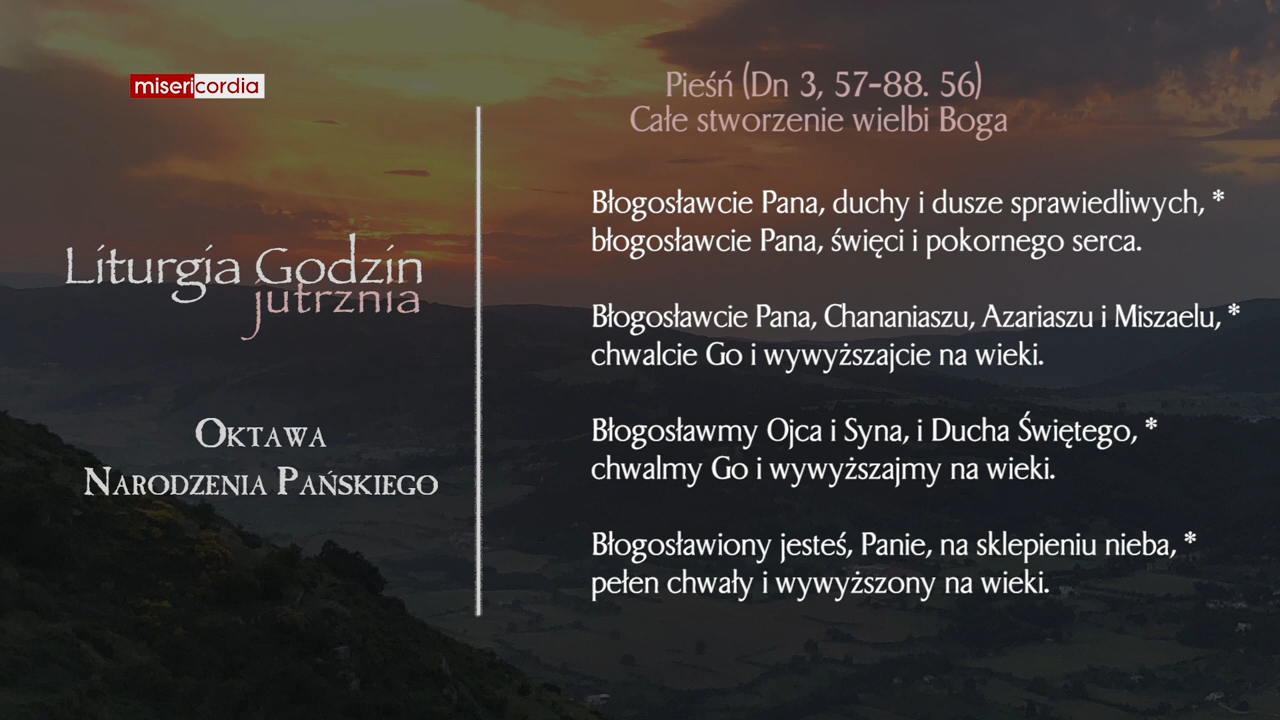 misericordia
Liturgia Godzin
jutrznia
Oktawa
Narodzenia Pańskiego
Pieśń (Dn 3, 57-88. 56)
Całe stworzenie wielbi Boga
Błogosławcie Pana, duchy i dusze sprawiedliwych, *
błogosławcie Pana, święci i pokornego serca.
Błogosławcie Pana, Chananiaszu, Azariaszu i Miszaelu, *
chwalcie Go i wywyższajcie na wieki.
Błogosławmy Ojca i Syna, i Ducha Świętego, *
chwalmy Go i wywyższajmy na wieki.
Błogosławiony jesteś, Panie, na sklepieniu nieba, *
pełen chwały i wywyższony na wieki.